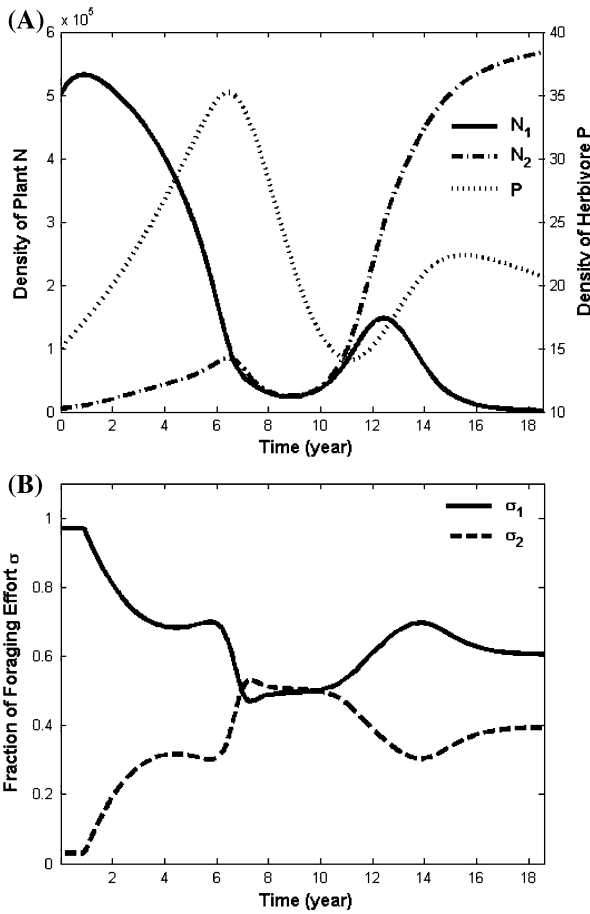 (A)
6 × 10⁵
40
5
35
4
30
3
25
2
20
1
15
0
10
Density of Plant N
Density of Herbivore P
N₁
N₂
P
0 2 4 6 8 10 12 14 16 18
Time (year)
(B)
1
0.8
0.6
0.4
0.2
0
Fraction of Foraging Effort σ
σ₁
σ₂
2 4 6 8 10 12 14 16 18
Time (year)